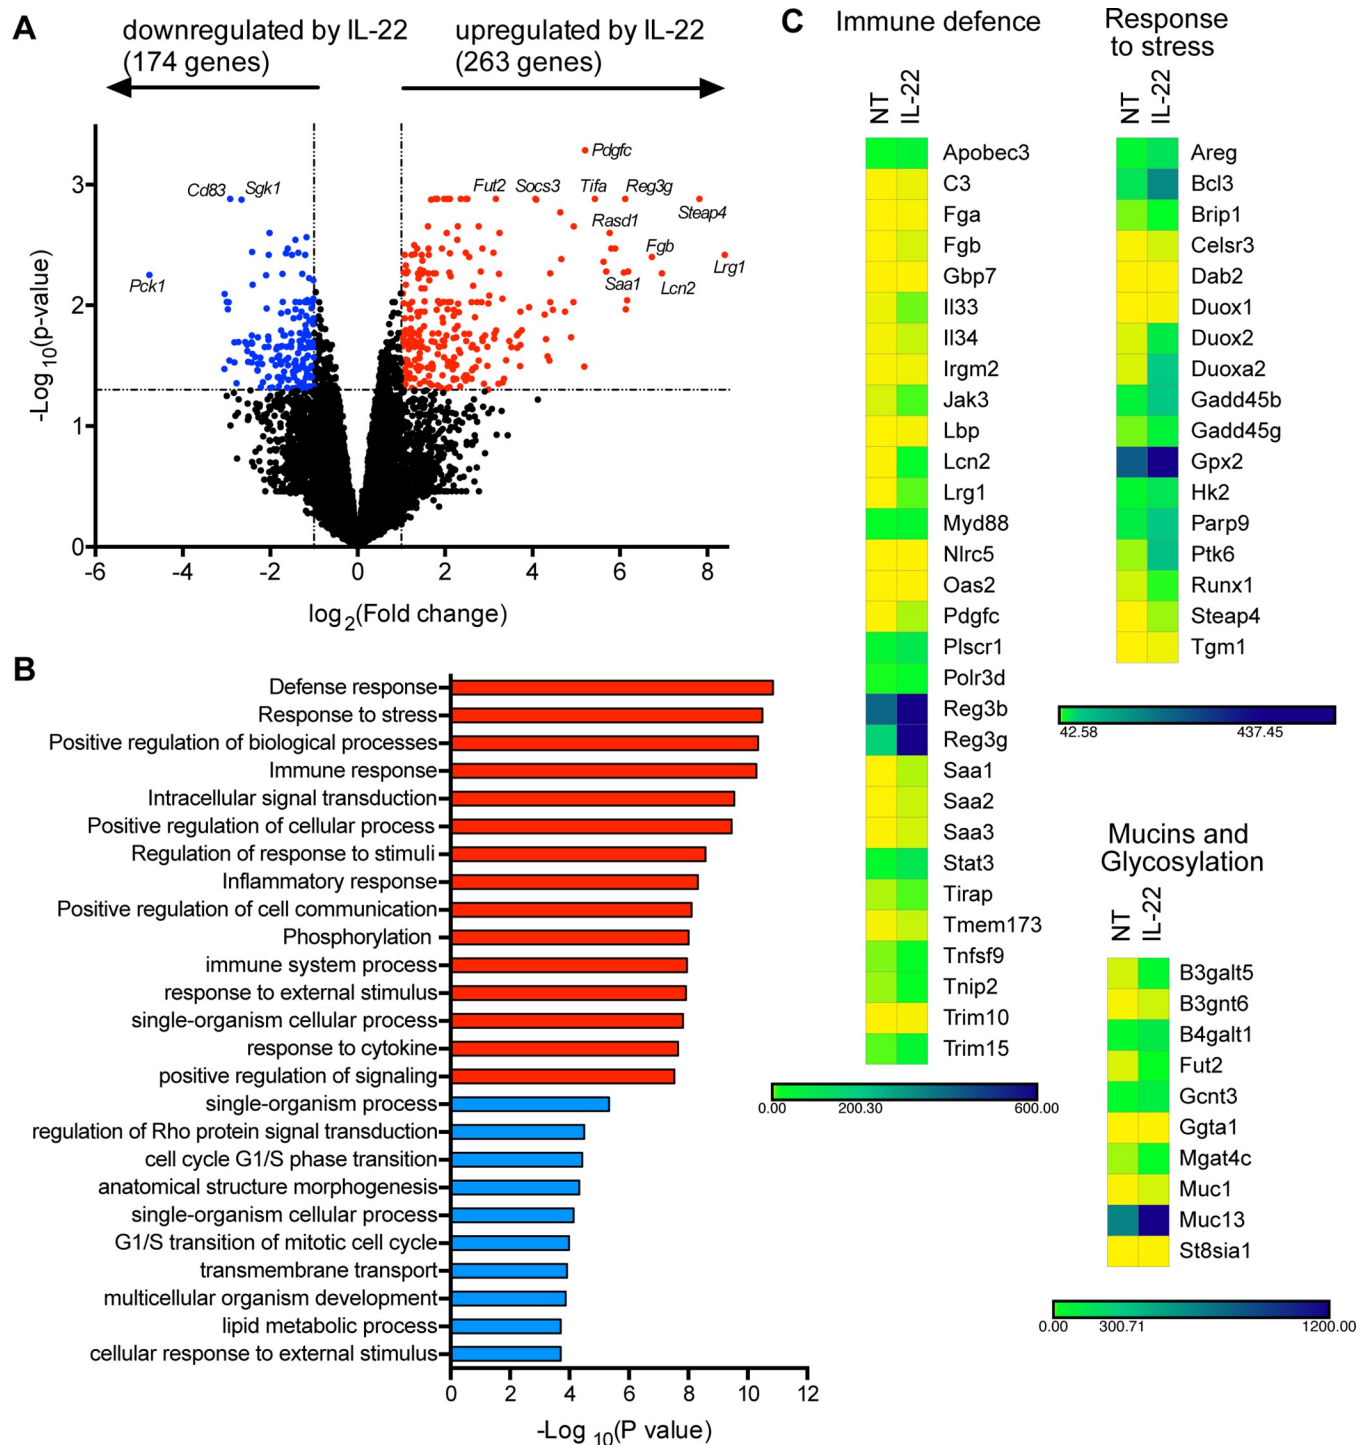 A
downregulated by IL-22
(174 genes)
upregulated by IL-22
(263 genes)
-Log 10(p-value)
3
2
1
0
-6
-4
-2
0
2
4
6
8
log2(Fold change)
Pdgfc
Cd83
Sgk1
Fut2
Socs3
Tifa
Reg3g
Steap4
Rasd1
Fgb
Lrg1
Pck1
Saa1
Lcn2
B
Defense response
Response to stress
Positive regulation of biological processes
Immune response
Intracellular signal transduction
Positive regulation of cellular process
Regulation of response to stimuli
Inflammatory response
Positive regulation of cell communication
Phosphorylation
immune system process
response to external stimulus
single-organism cellular process
response to cytokine
positive regulation of signaling
single-organism process
regulation of Rho protein signal transduction
cell cycle G1/S phase transition
anatomical structure morphogenesis
single-organism cellular process
G1/S transition of mitotic cell cycle
transmembrane transport
multicellular organism development
lipid metabolic process
cellular response to external stimulus
0
2
4
6
8
10
12
-Log 10(P value)
C
Immune defence
NT
IL-22
Apobec3
C3
Fga
Fgb
Gbp7
Il33
Il34
Irgm2
Jak3
Lbp
Lcn2
Lrg1
Myd88
Nlrc5
Oas2
Pdgfc
Plscr1
Polr3d
Reg3b
Reg3g
Saa1
Saa2
Saa3
Stat3
Tirap
Tmem173
Tnfsf9
Tnip2
Trim10
Trim15
0.00
200.30
600.00
Response
to stress
NT
IL-22
Areg
Bcl3
Brip1
Celsr3
Dab2
Duox1
Duox2
Duoxa2
Gadd45b
Gadd45g
Gpx2
Hk2
Parp9
Ptk6
Runx1
Steap4
Tgm1
42.58
437.45
Mucins and
Glycosylation
NT
IL-22
B3galt5
B3gnt6
B4galt1
Fut2
Gcnt3
Ggta1
Mgat4c
Muc1
Muc13
St8sia1
0.00
300.71
1200.00